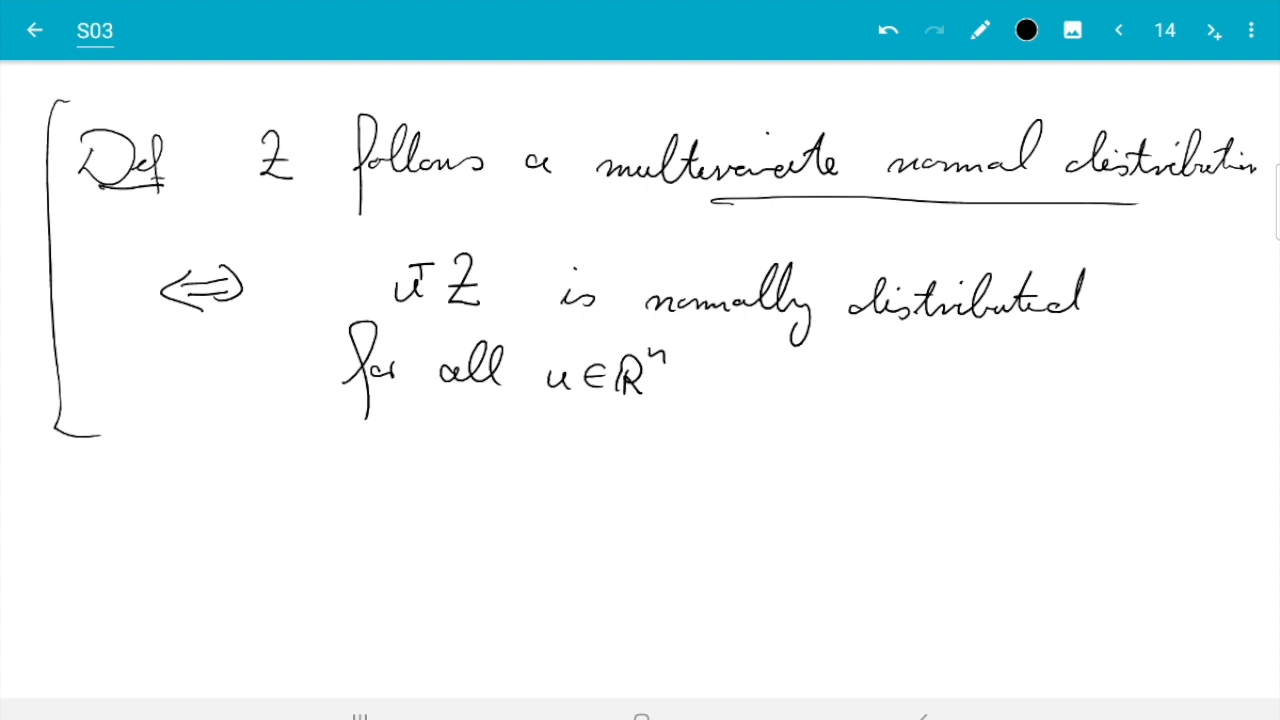 S03
14
Def Z follows a multivariate normal distribution
⇔ uᵀZ is normally distributed
for all u ∈ ℝⁿ